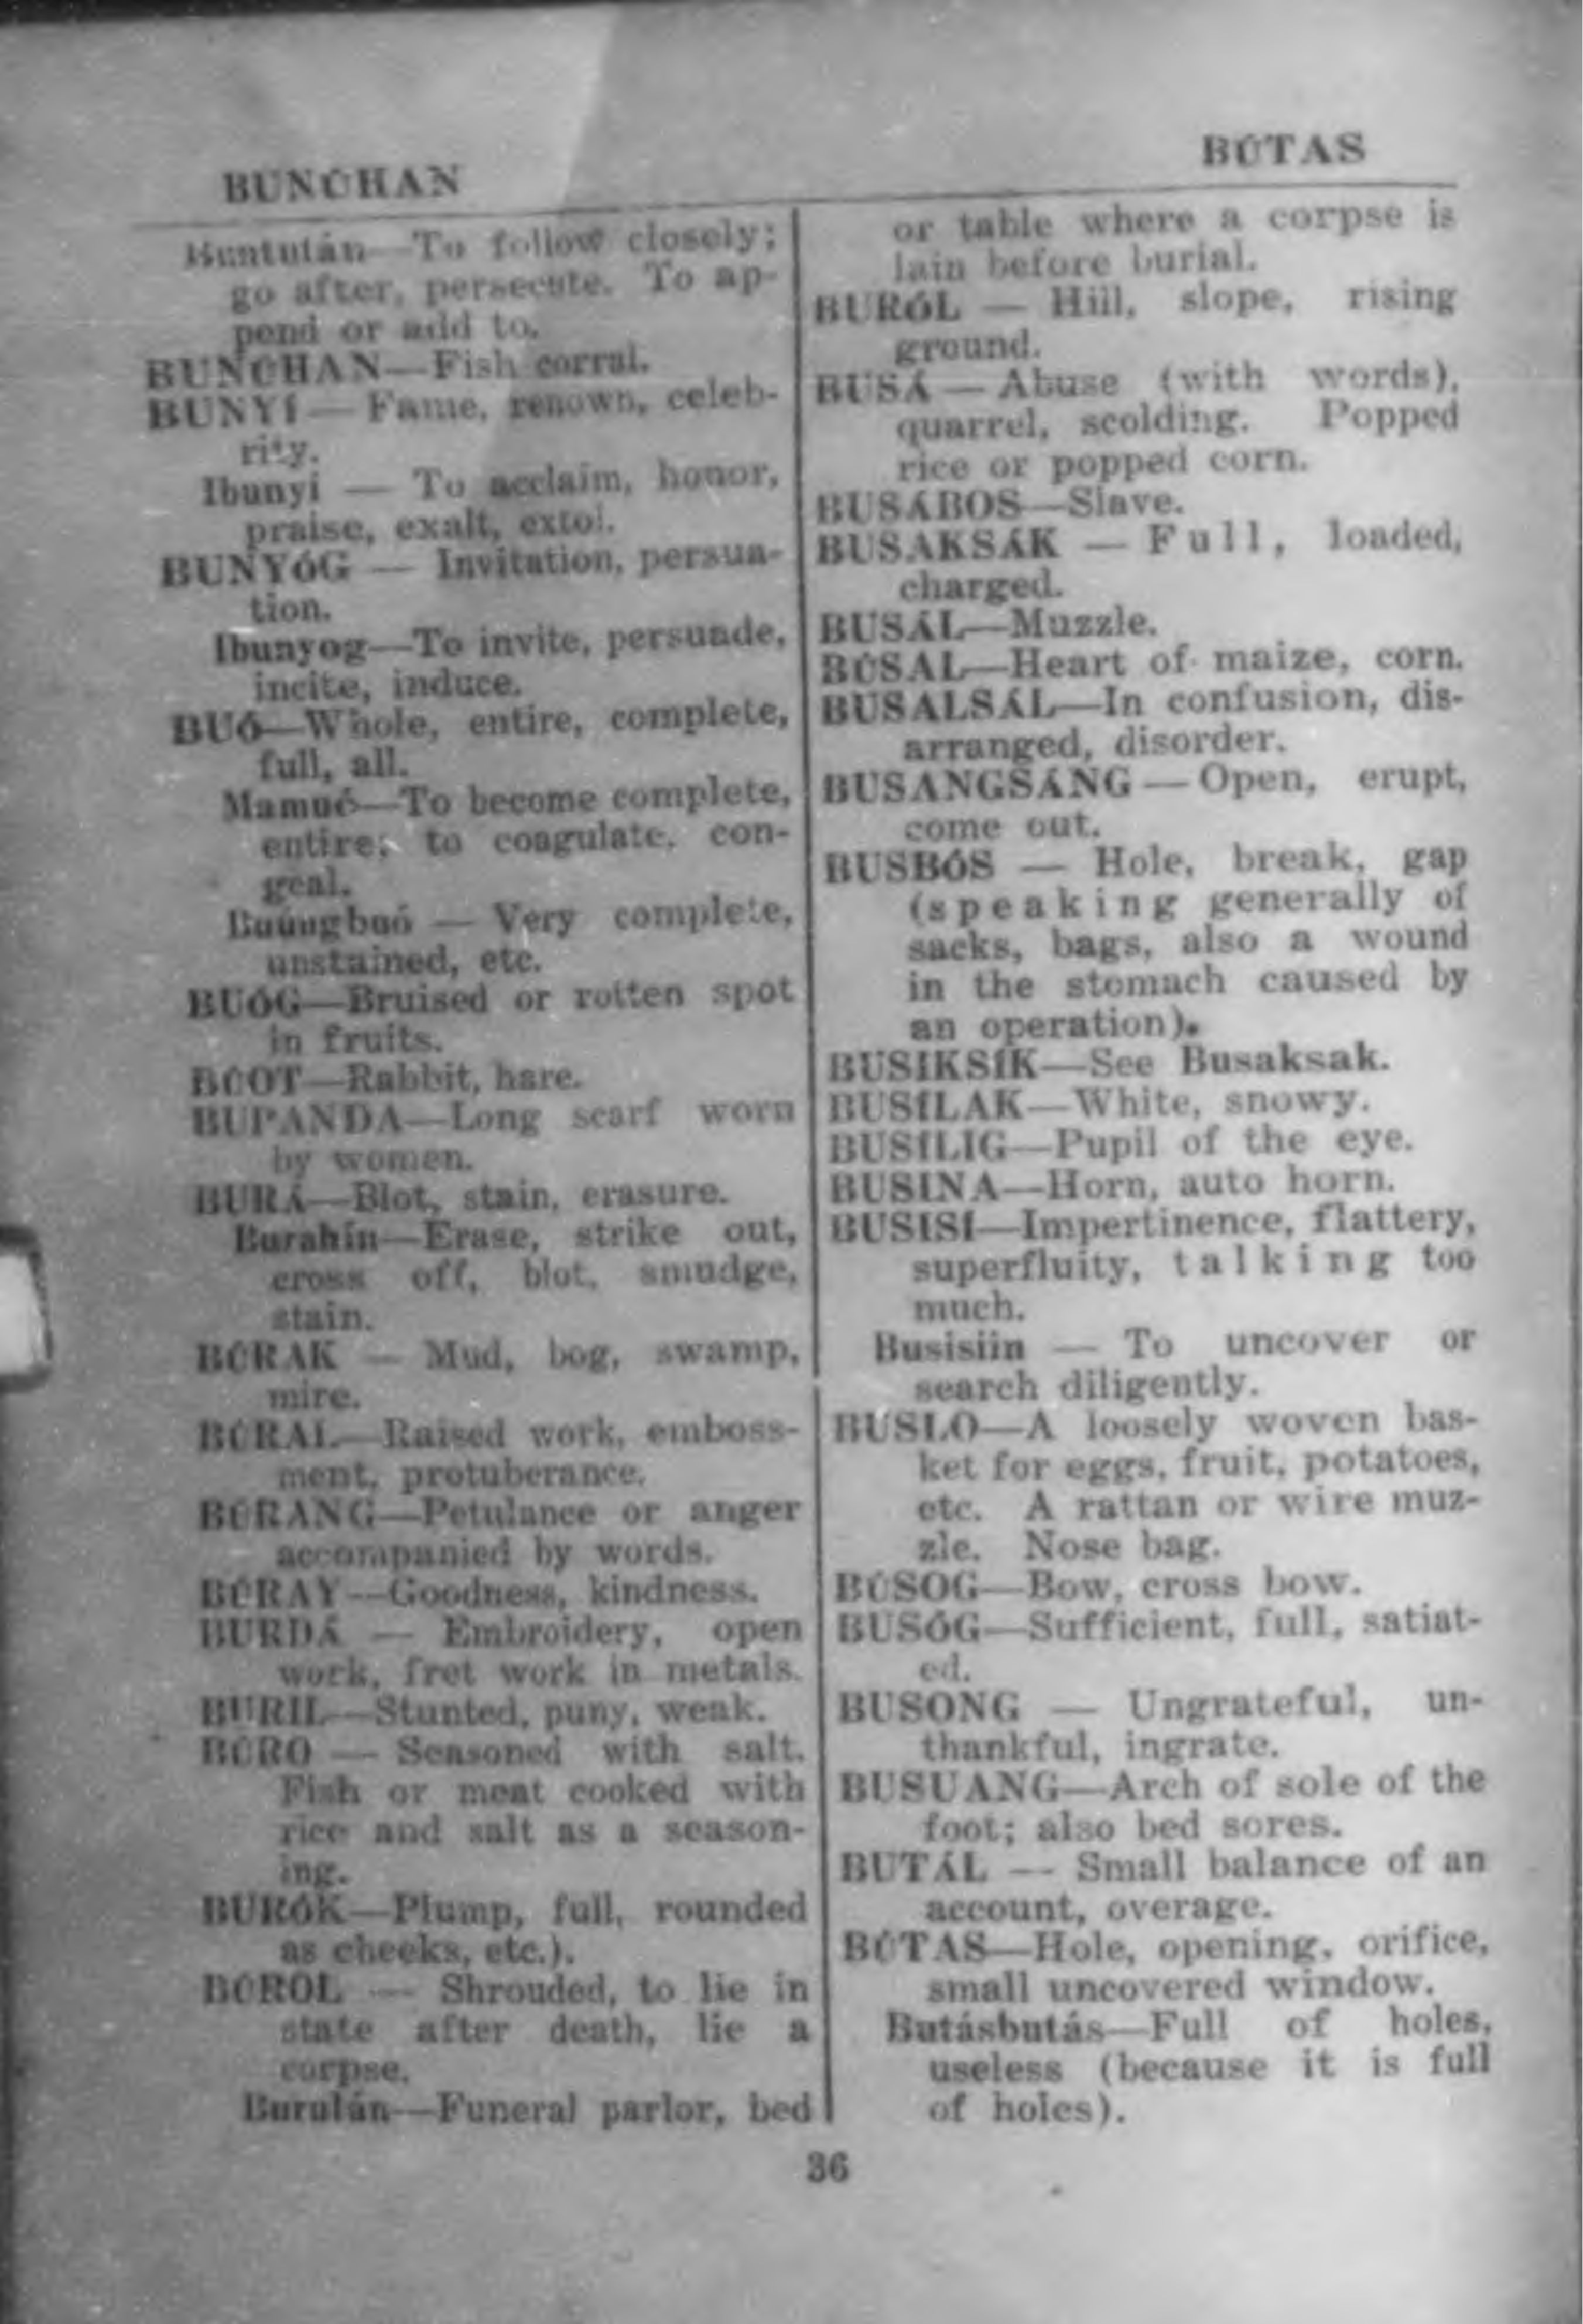 BUNÚHAN
BÚTAS
Buntután—To follow closely;
go after, persecute. To ap-
pend or add to.
BUNÚHAN—Fish corral.
BUNYÍ — Fame, renown, celeb-
rity.
Ibunyi — To acclaim, honor,
praise, exalt, extol.
BUNYÓG — Invitation, persua-
tion.
Ibunyog—To invite, persuade,
incite, induce.
BUÓ—Whole, entire, complete,
full, all.
Mamuó—To become complete,
entire; to coagulate, con-
geal.
Buúngbuó — Very complete,
unstained, etc.
BUÓG—Bruised or rotten spot
in fruits.
BÚOT—Rabbit, hare.
BUPANDA—Long scarf worn
by women.
BURÁ—Blot, stain, erasure.
Burahín—Erase, strike out,
cross off, blot, smudge,
stain.
BÚRAK — Mud, bog, swamp,
mire.
BÚRAL—Raised work, emboss-
ment, protuberance.
BÚRANG—Petulance or anger
accompanied by words.
BÚRAY—Goodness, kindness.
BURDÁ — Embroidery, open
work, fret work in metals.
BURIL—Stunted, puny, weak.
BÚRO — Seasoned with salt.
Fish or meat cooked with
rice and salt as a season-
ing.
BURÓK—Plump, full, rounded
as cheeks, etc.).
BÚROL — Shrouded, to lie in
state after death, lie a
corpse.
Burulán—Funeral parlor, bed
or table where a corpse is
lain before burial.
BURÓL — Hill, slope, rising
ground.
BUSÁ — Abuse (with words),
quarrel, scolding. Popped
rice or popped corn.
BUSÁBOS—Slave.
BUSAKSÁK — Full, loaded,
charged.
BUSÁL—Muzzle.
BÚSAL—Heart of maize, corn.
BUSALSÁL—In confusion, dis-
arranged, disorder.
BUSANGSÁNG — Open, erupt,
come out.
BUSBÓS — Hole, break, gap
(speaking generally of
sacks, bags, also a wound
in the stomach caused by
an operation).
BUSIKSÍK—See Busaksak.
BUSÍLAK—White, snowy.
BUSÍLIG—Pupil of the eye.
BUSINA—Horn, auto horn.
BUSISÍ—Impertinence, flattery,
superfluity, talking too
much.
Busisiin — To uncover or
search diligently.
BUSLO—A loosely woven bas-
ket for eggs, fruit, potatoes,
etc. A rattan or wire muz-
zle. Nose bag.
BÚSOG—Bow, cross bow.
BUSÓG—Sufficient, full, satiat-
ed.
BUSONG — Ungrateful, un-
thankful, ingrate.
BUSUANG—Arch of sole of the
foot; also bed sores.
BUTÁL — Small balance of an
account, overage.
BÚTAS—Hole, opening, orifice,
small uncovered window.
Butásbutás—Full of holes,
useless (because it is full
of holes).
36